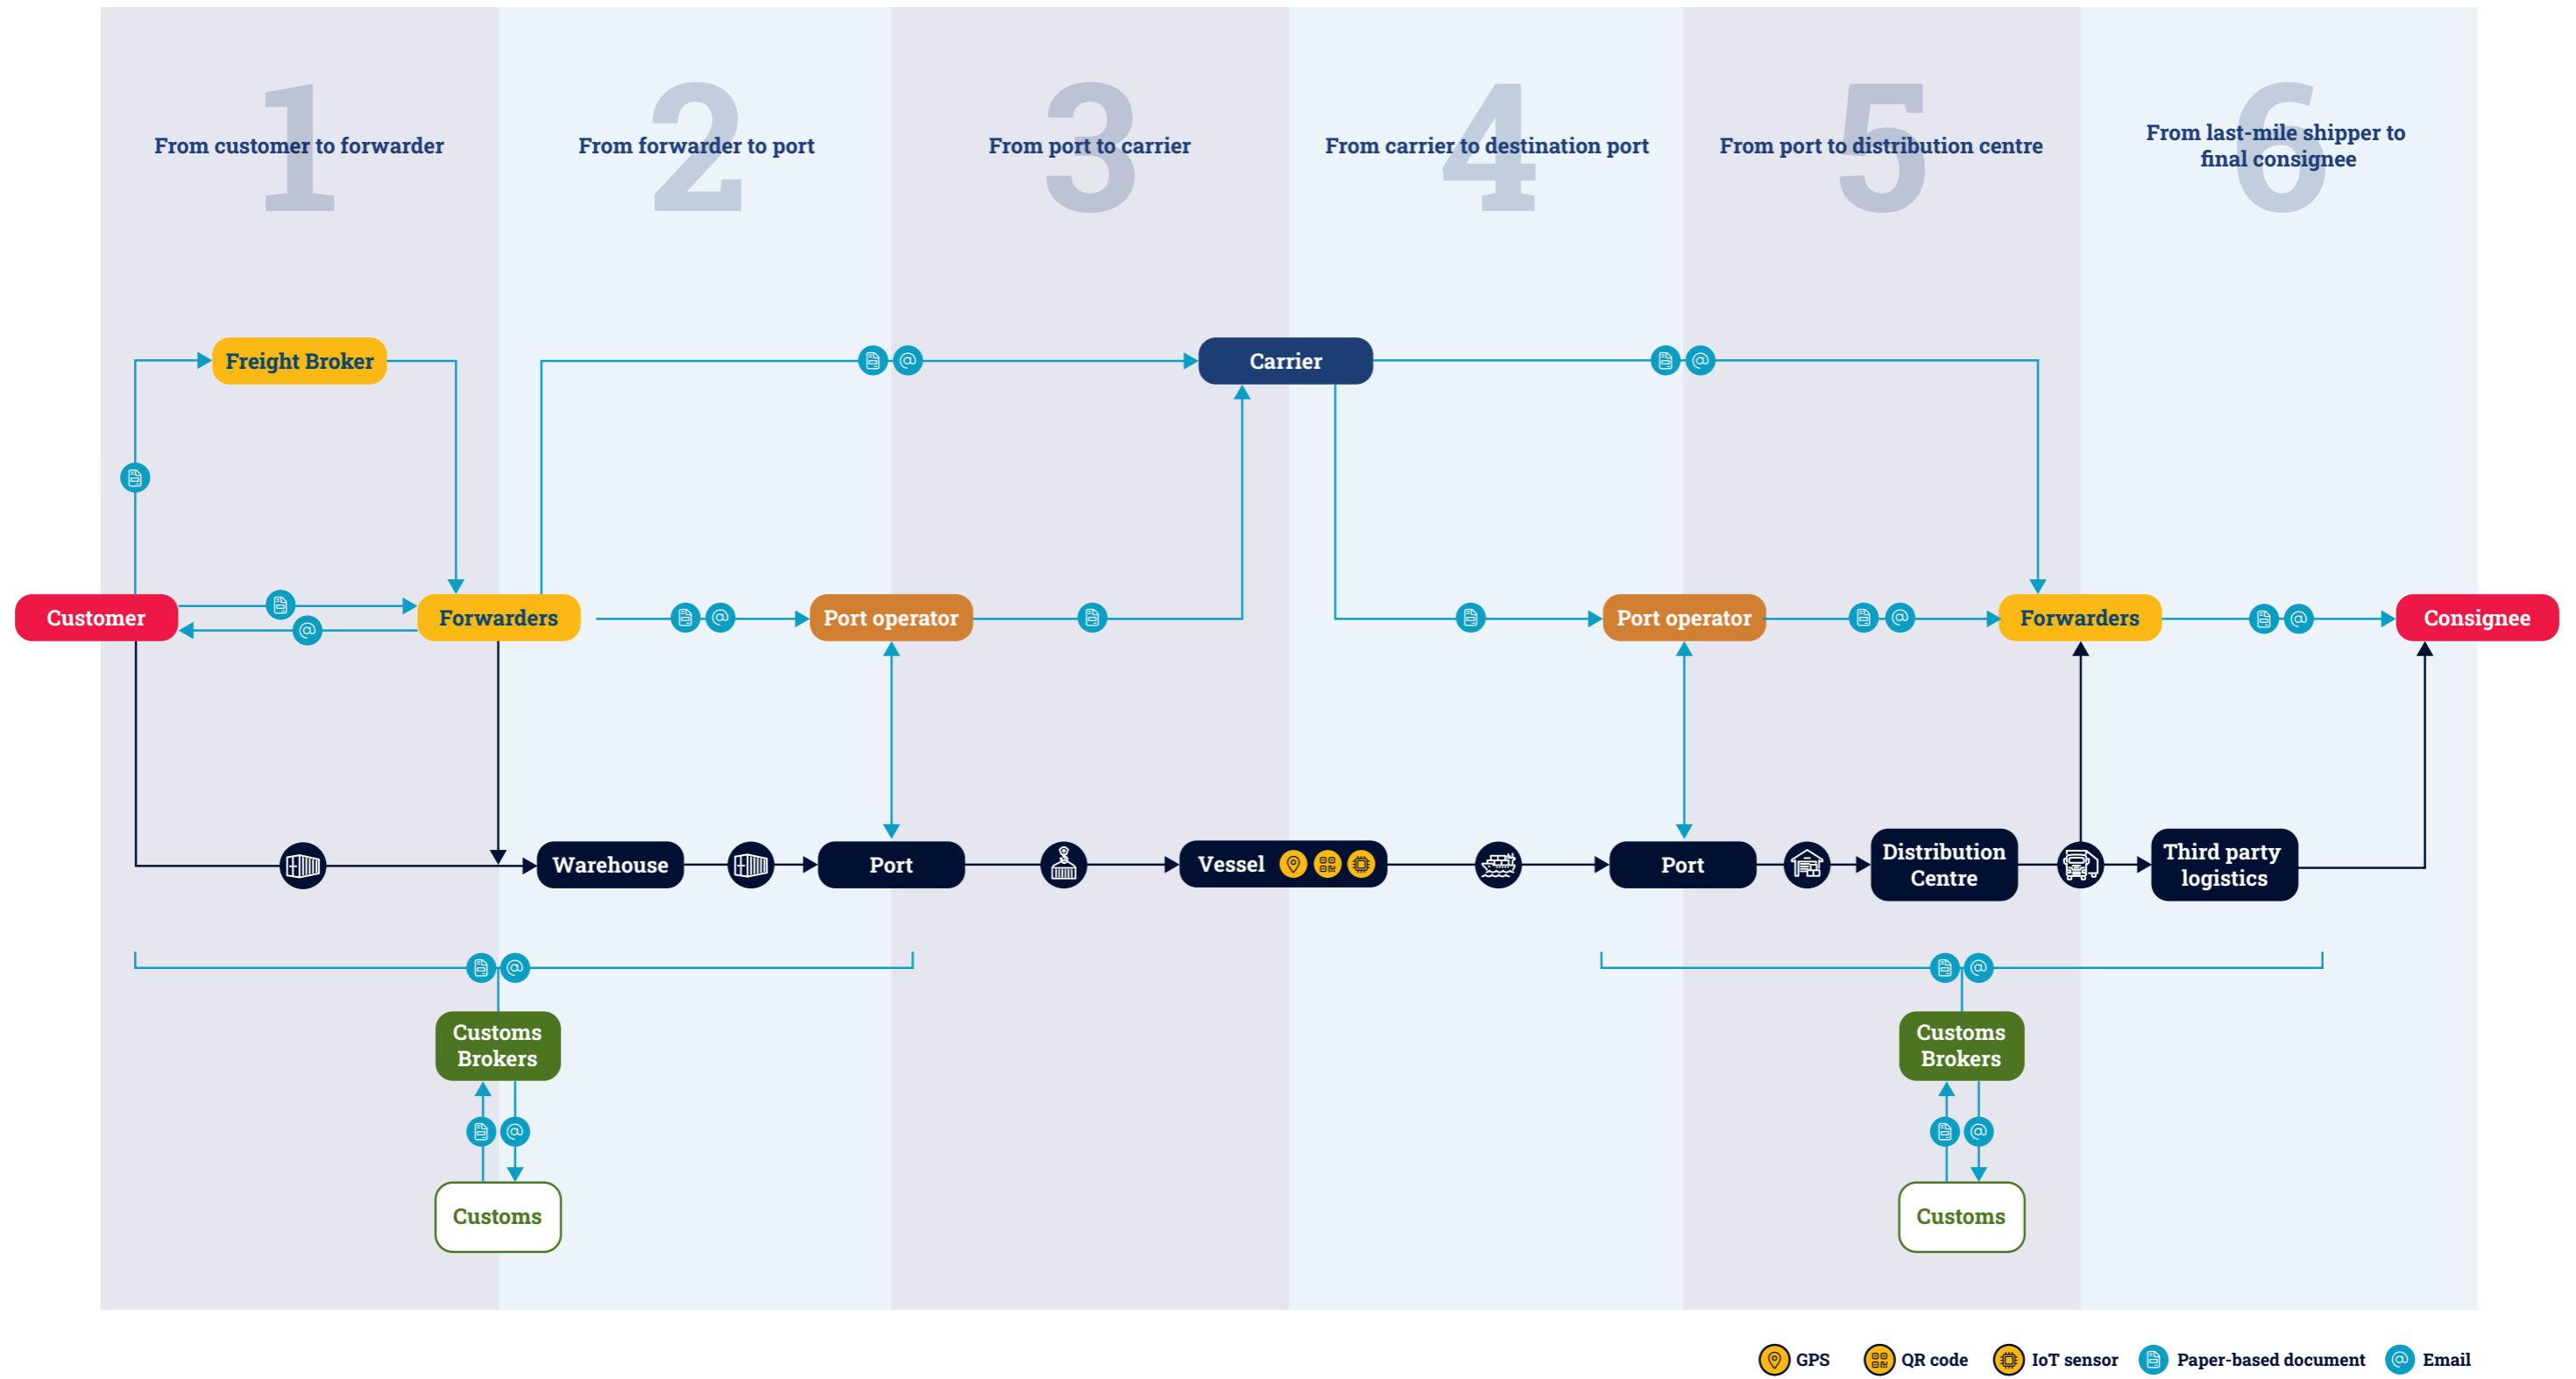 1
2
3
4
5
6
From customer to forwarder
From forwarder to port
From port to carrier
From carrier to destination port
From port to distribution centre
From last-mile shipper to
final consignee
Freight Broker
Carrier
Customer
Forwarders
Port operator
Port operator
Forwarders
Consignee
Warehouse
Port
Vessel
Port
Distribution
Centre
Third party
logistics
Customs
Brokers
Customs
Brokers
Customs
Customs
GPS
QR code
IoT sensor
Paper-based document
Email